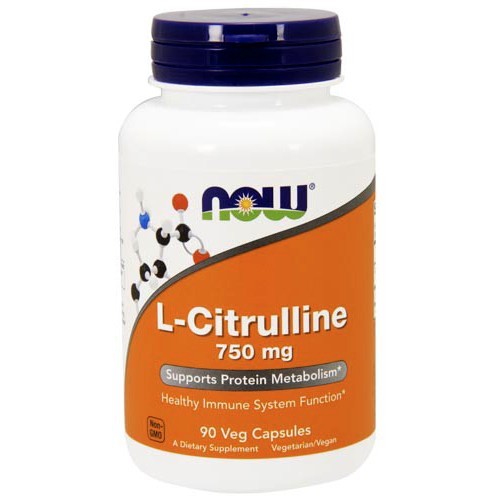 NOW®
L-Citrulline
750 mg
Supports Protein Metabolism*
Healthy Immune System Function*
Non-
GMO
90 Veg Capsules
A Dietary Supplement Vegetarian/Vegan